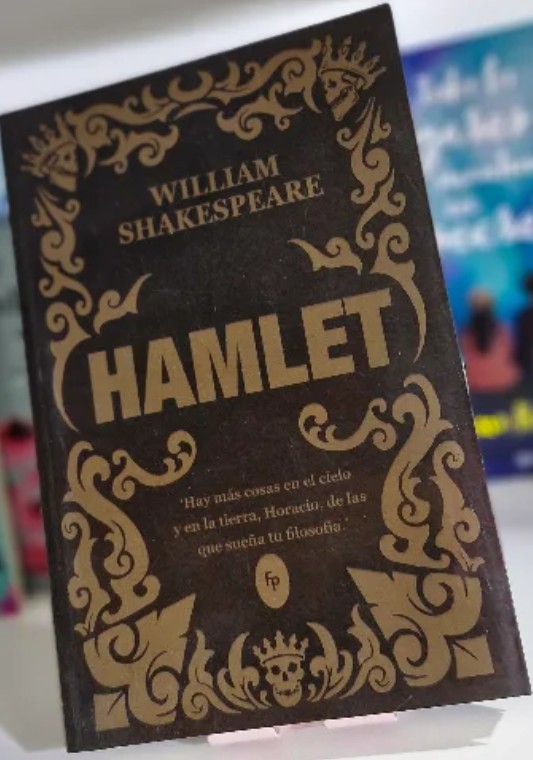 WILLIAM
SHAKESPEARE
HAMLET
'Hay más cosas en el cielo
y en la tierra, Horacio, de las
que sueña tu filosofía.'
FP